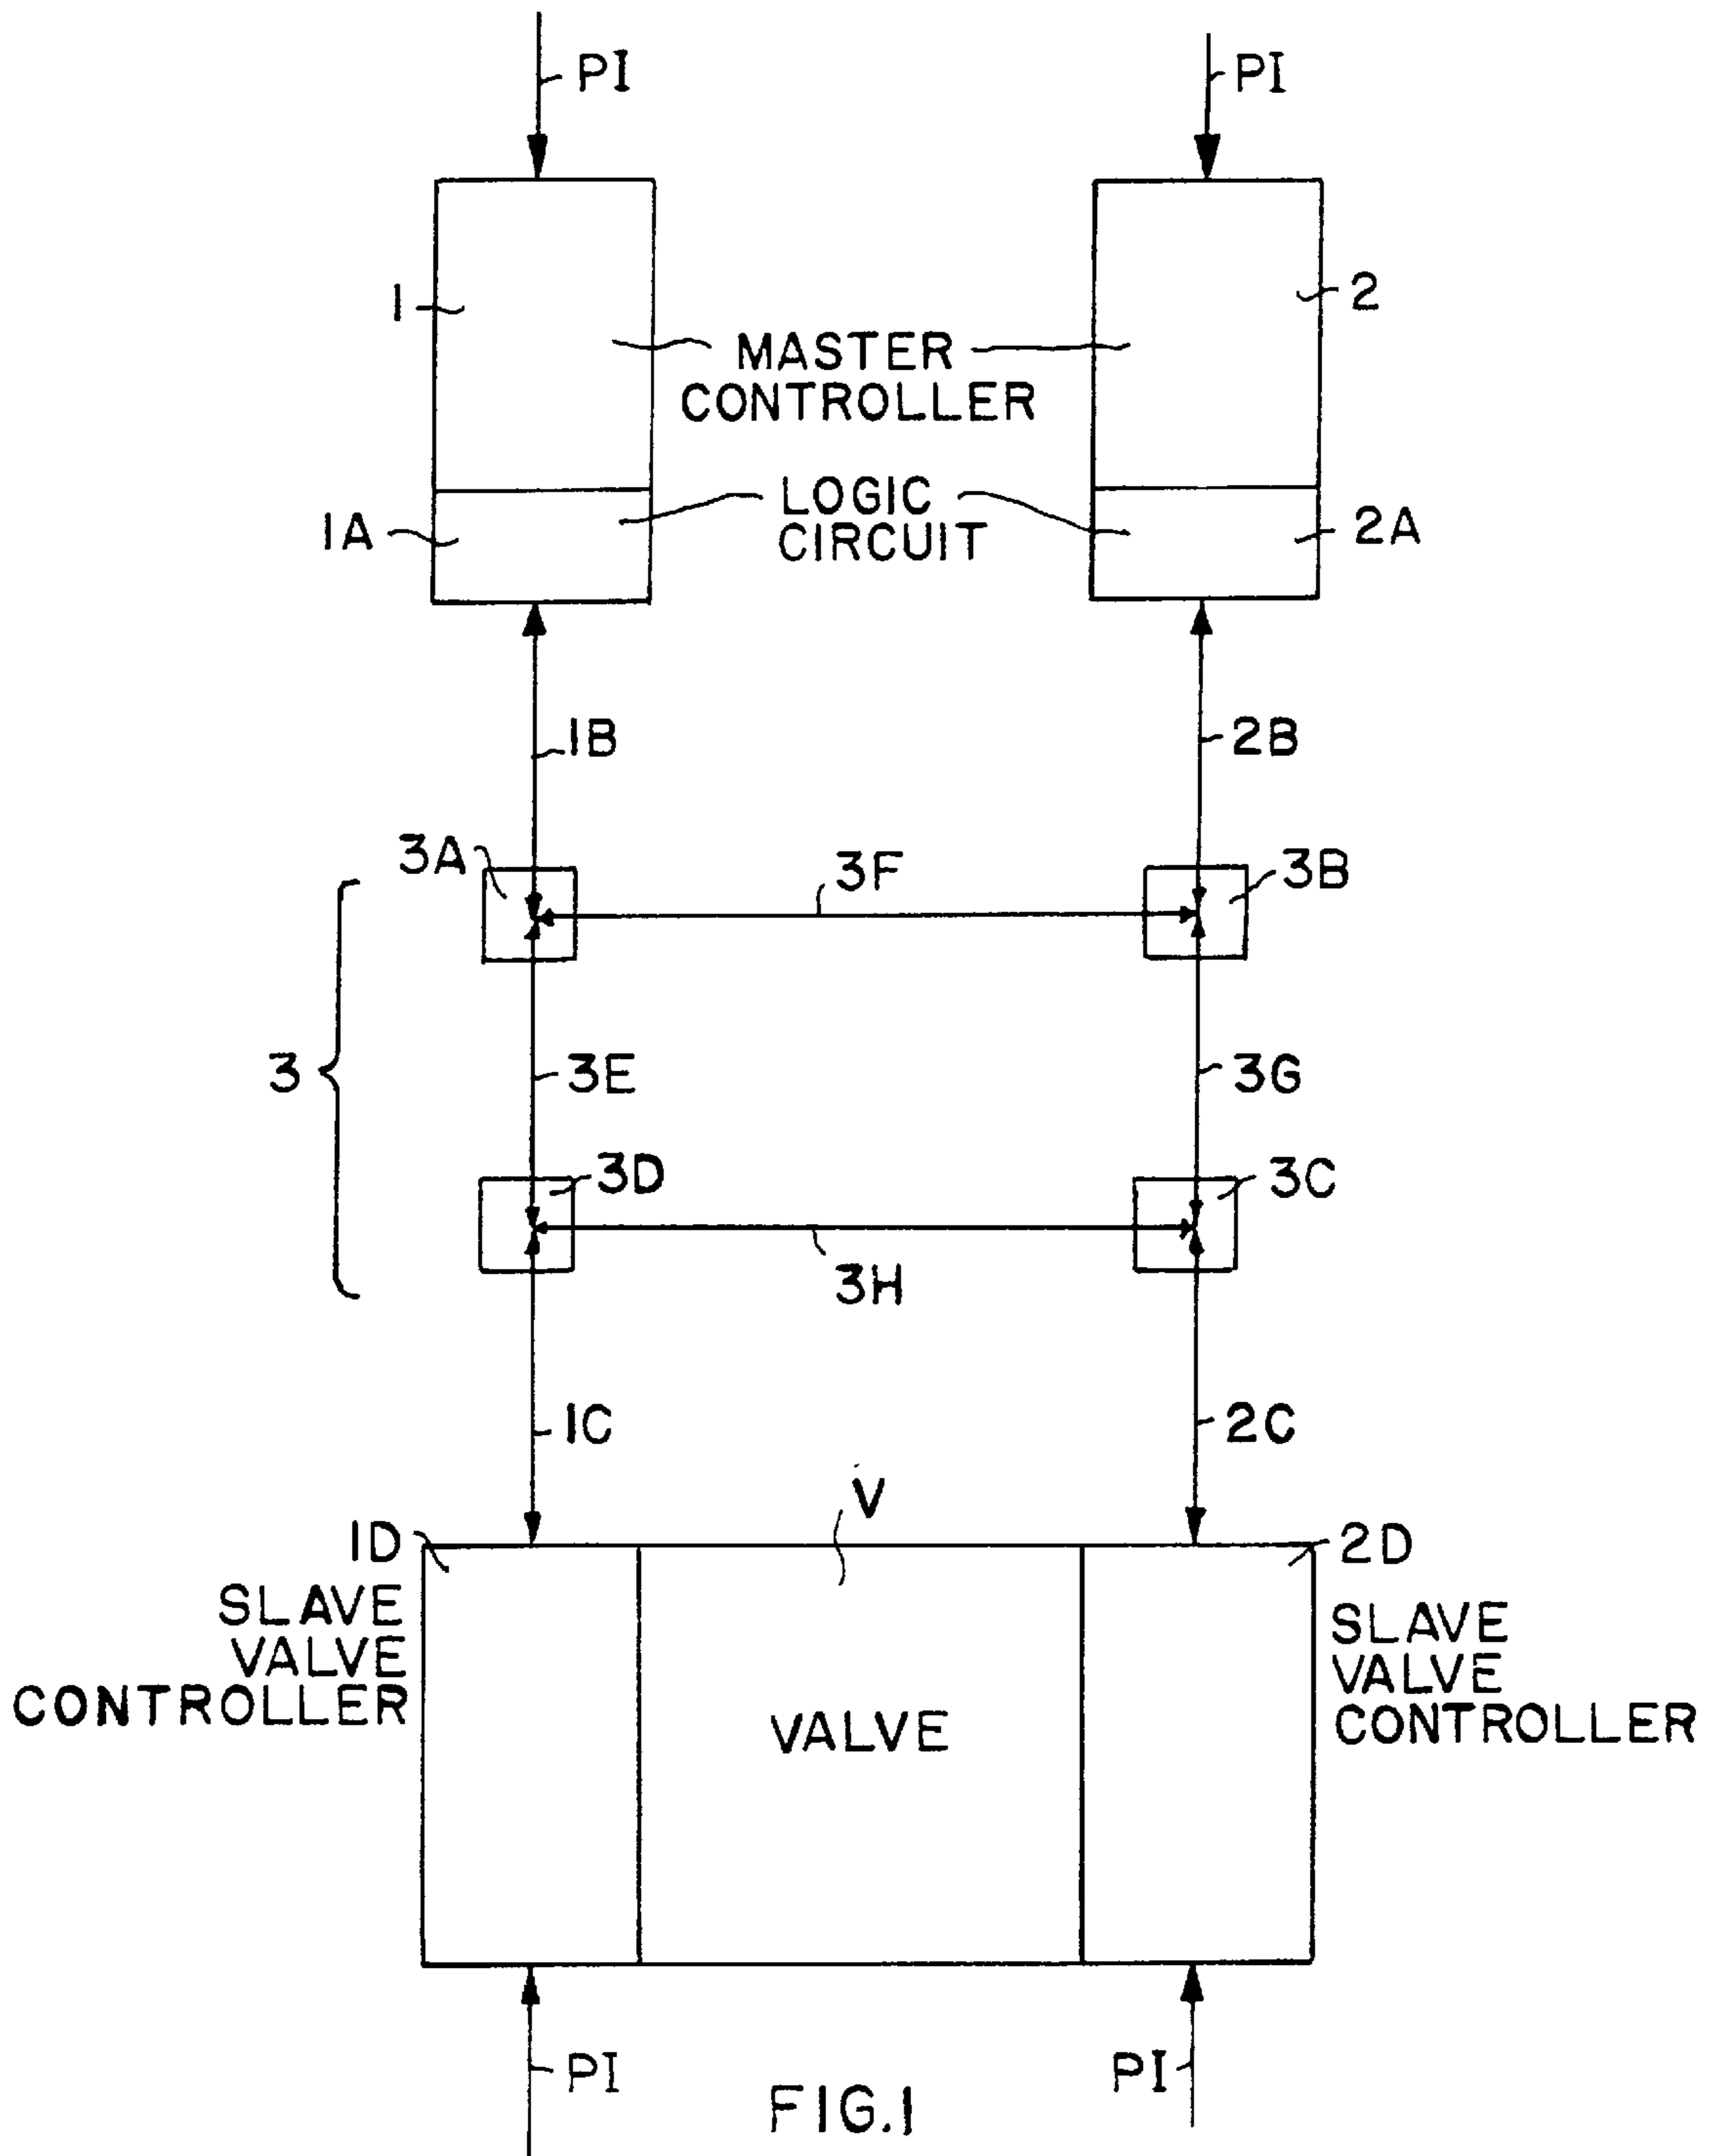 PI
PI
1
2
MASTER
CONTROLLER
LOGIC
CIRCUIT
1A
2A
1B
2B
3A
3F
3B
3
3E
3G
3D
3C
3H
1C
2C
V
1D
2D
SLAVE
VALVE
CONTROLLER
VALVE
SLAVE
VALVE
CONTROLLER
PI
PI
FIG.1